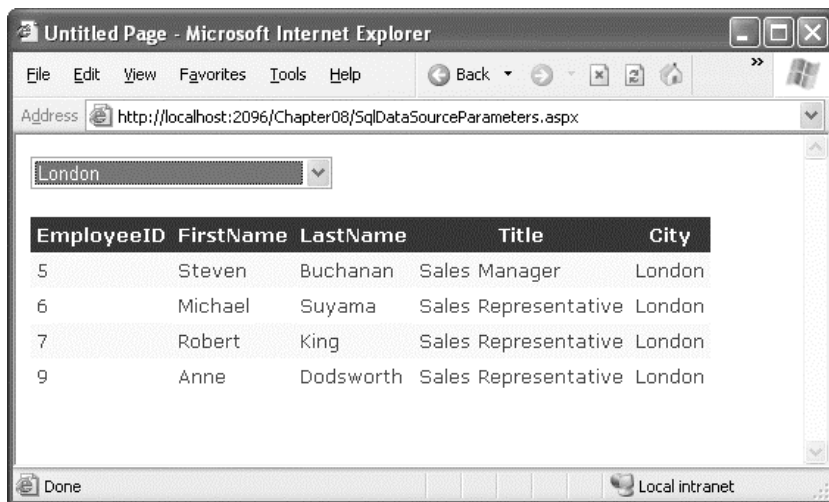 Untitled Page - Microsoft Internet Explorer
File Edit View Favorites Tools Help Back »
Address http://localhost:2096/Chapter08/SqlDataSourceParameters.aspx
London
EmployeeID FirstName LastName Title City
5 Steven Buchanan Sales Manager London
6 Michael Suyama Sales Representative London
7 Robert King Sales Representative London
9 Anne Dodsworth Sales Representative London
Done Local intranet